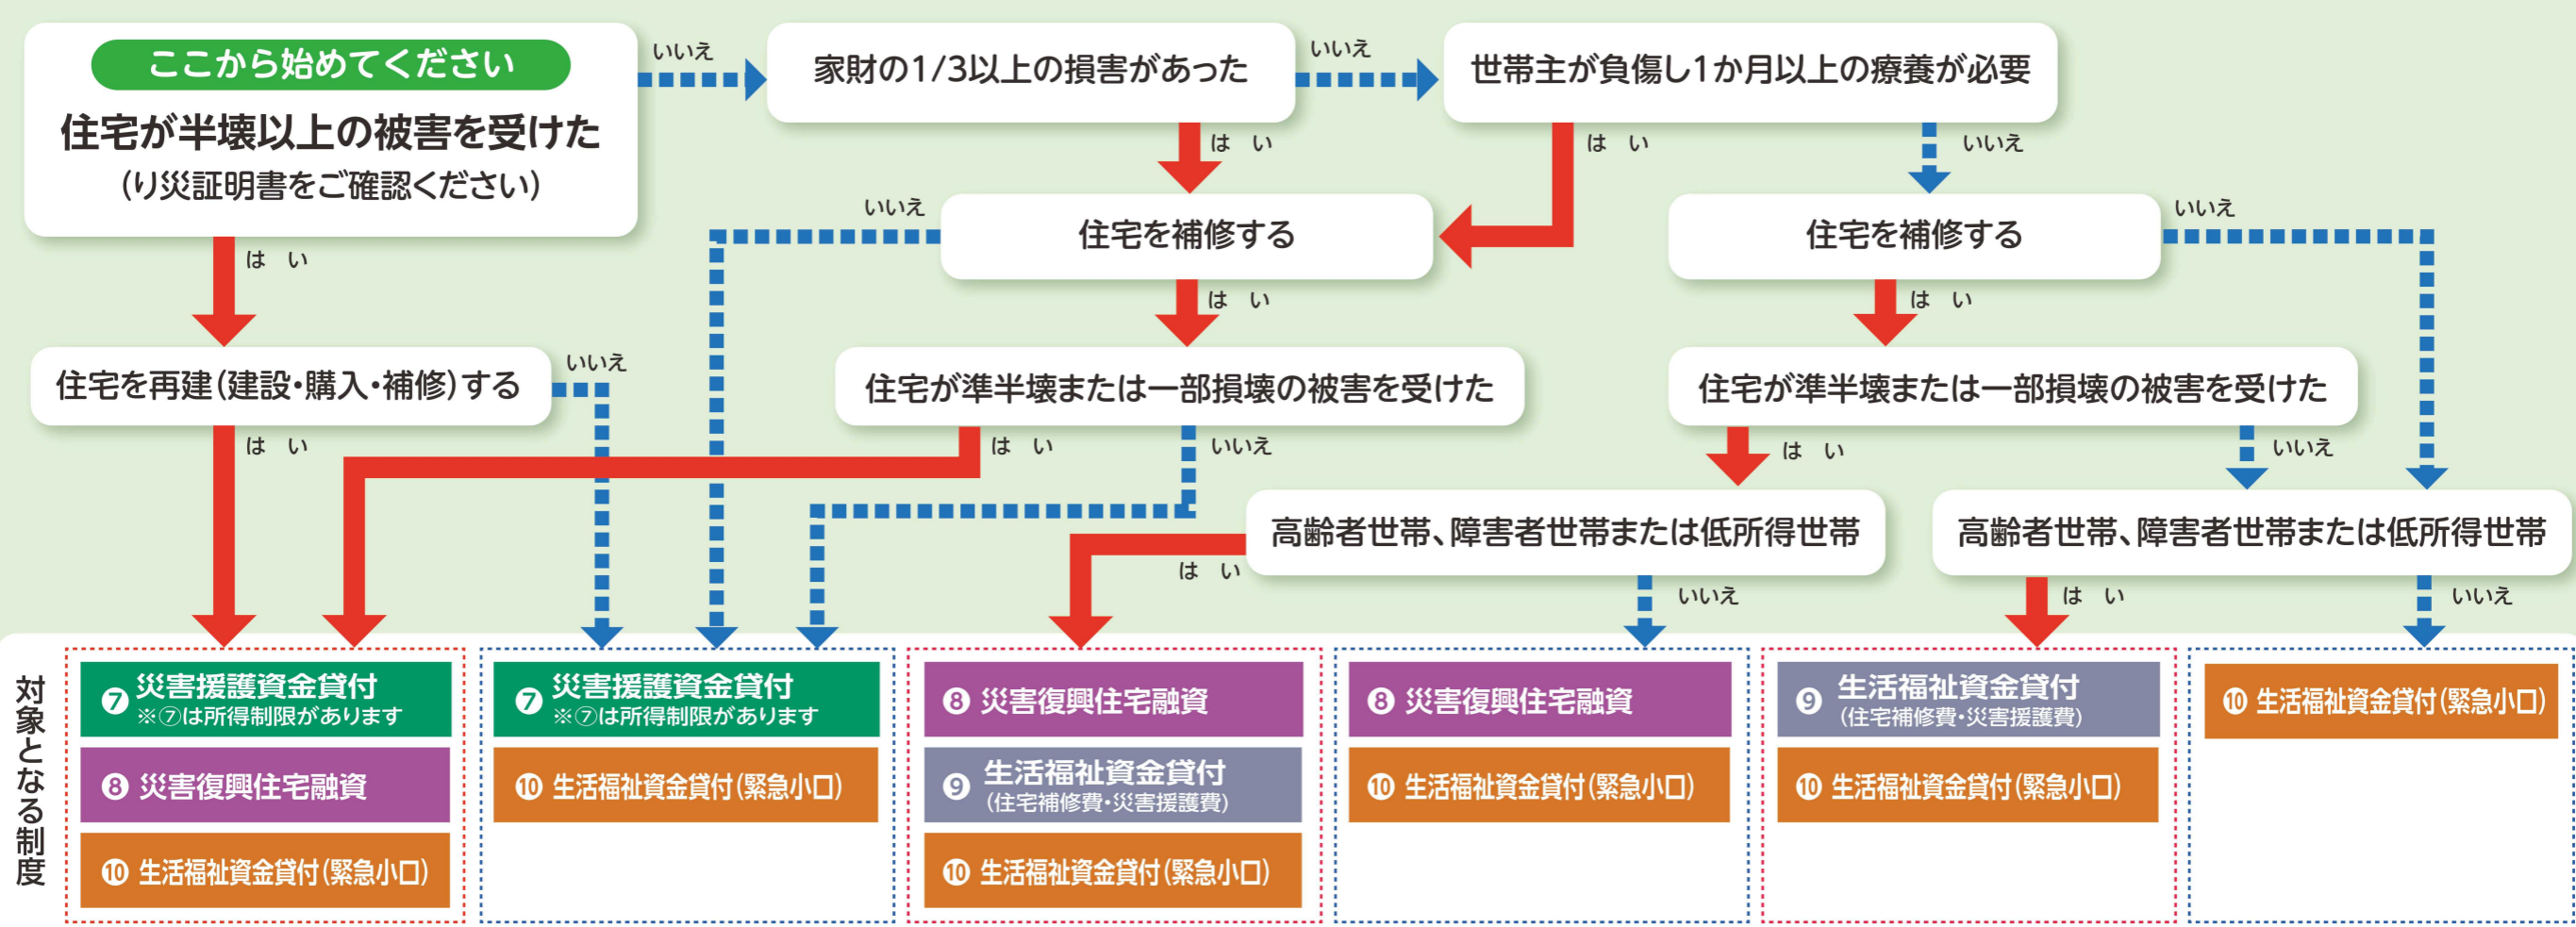 ここから始めてください
住宅が半壊以上の被害を受けた
(り災証明書をご確認ください)
いいえ
家財の1/3以上の損害があった
いいえ
世帯主が負傷し1か月以上の療養が必要
はい
はい
いいえ
いいえ
住宅を補修する
住宅を補修する
いいえ
はい
はい
はい
住宅を再建(建設・購入・補修)する
いいえ
住宅が準半壊または一部損壊の被害を受けた
住宅が準半壊または一部損壊の被害を受けた
はい
はい
いいえ
はい
いいえ
高齢者世帯、障害者世帯または低所得世帯
高齢者世帯、障害者世帯または低所得世帯
はい
いいえ
はい
いいえ
対象となる制度
❼ 災害援護資金貸付
※⑦は所得制限があります
❽ 災害復興住宅融資
❿ 生活福祉資金貸付(緊急小口)
❼ 災害援護資金貸付
※⑦は所得制限があります
❿ 生活福祉資金貸付(緊急小口)
❽ 災害復興住宅融資
❾ 生活福祉資金貸付
(住宅補修費・災害援護費)
❿ 生活福祉資金貸付(緊急小口)
❽ 災害復興住宅融資
❿ 生活福祉資金貸付(緊急小口)
❾ 生活福祉資金貸付
(住宅補修費・災害援護費)
❿ 生活福祉資金貸付(緊急小口)
❿ 生活福祉資金貸付(緊急小口)